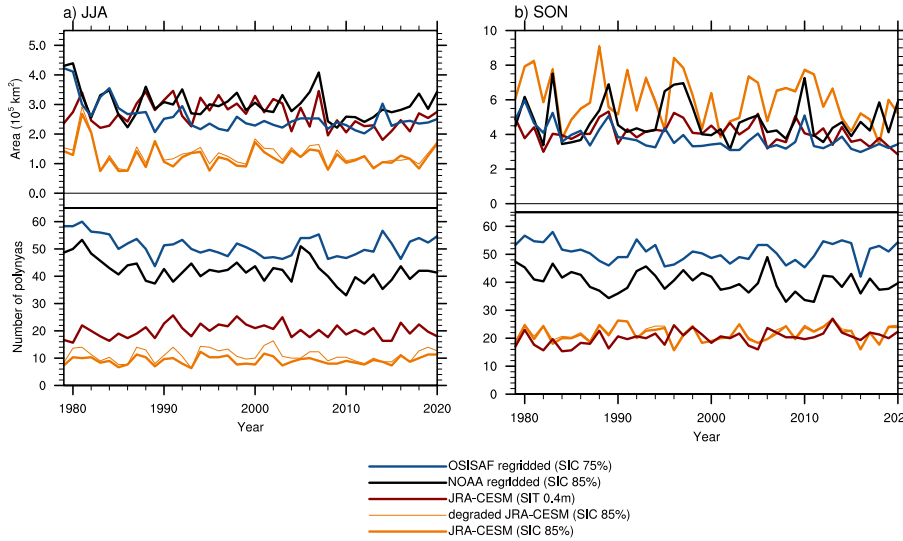 a) JJA
b) SON
Area (10⁵ km²)
5.0
4.0
3.0
2.0
1.0
0.0
10
8
6
4
2
0
Number of polynyas
60
50
40
30
20
10
0
60
50
40
30
20
10
0
1980 1990 2000 2010 2020
Year
1980 1990 2000 2010 202
Year
OSISAF regridded (SIC 75%)
NOAA regridded (SIC 85%)
JRA-CESM (SIT 0.4m)
degraded JRA-CESM (SIC 85%)
JRA-CESM (SIC 85%)